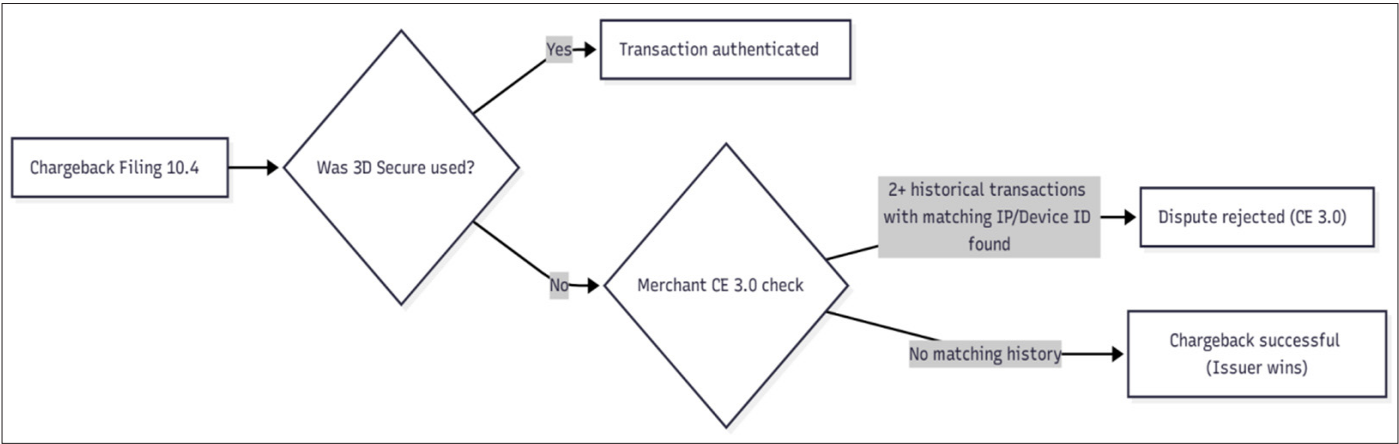 Chargeback Filing 10.4
Was 3D Secure used?
Yes
Transaction authenticated
No
Merchant CE 3.0 check
2+ historical transactions
with matching IP/Device ID
found
Dispute rejected (CE 3.0)
No matching history
Chargeback successful
(Issuer wins)